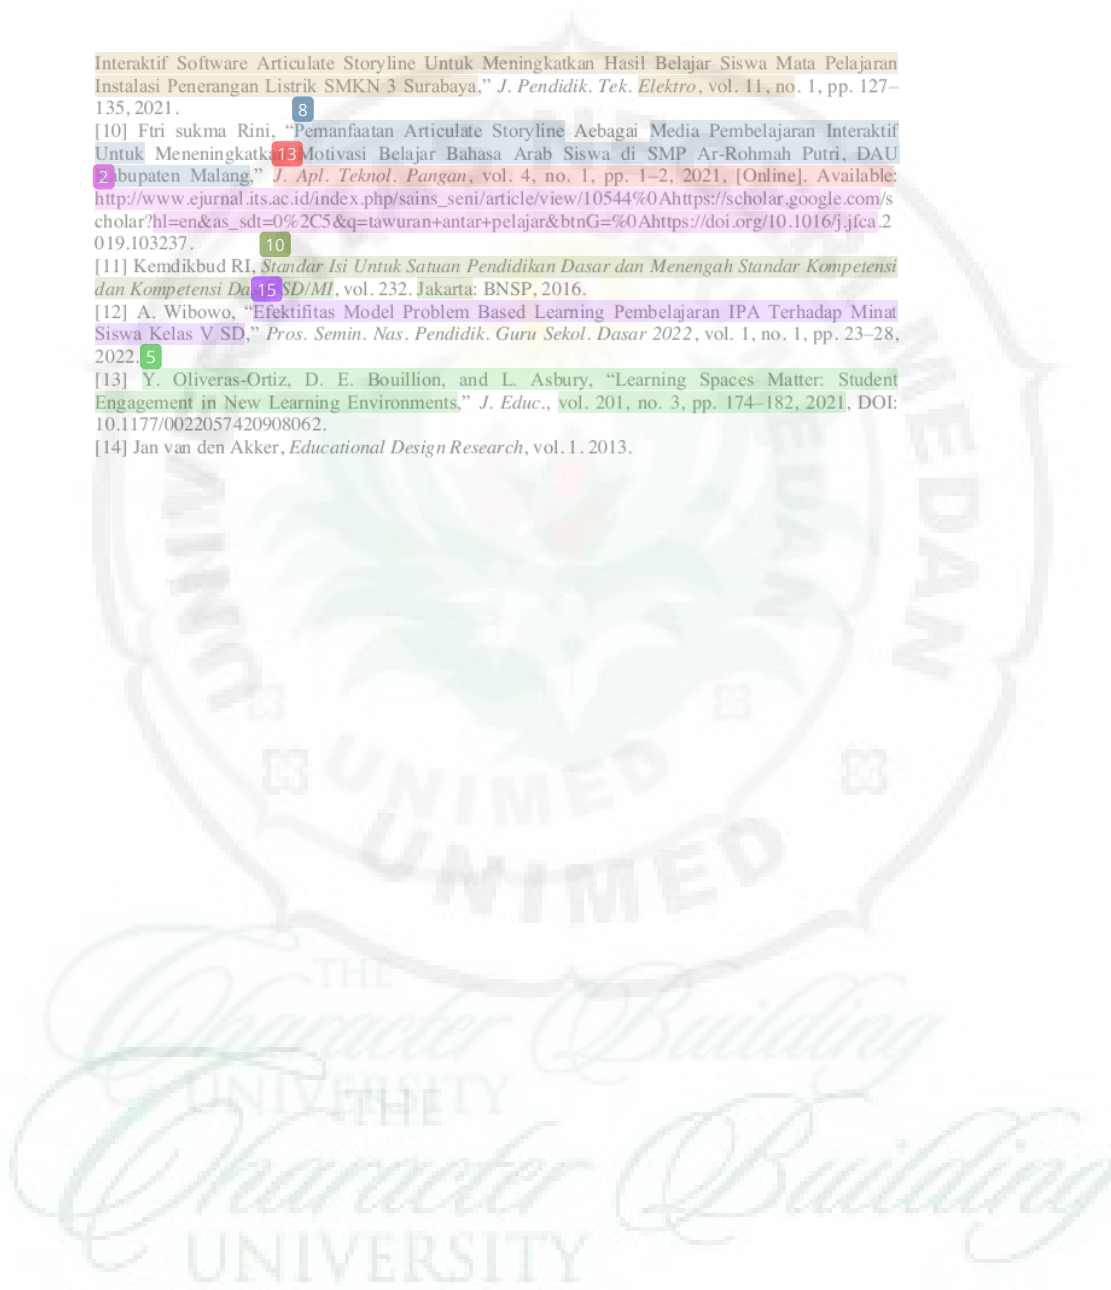 Interaktif Software Articulate Storyline Untuk Meningkatkan Hasil Belajar Siswa Mata Pelajaran
Instalasi Penerangan Listrik SMKN 3 Surabaya,” J. Pendidik. Tek. Elektro, vol. 11, no. 1, pp. 127–
135, 2021.
8
[10] Ftri sukma Rini, “Pemanfaatan Articulate Storyline Aebagai Media Pembelajaran Interaktif
Untuk Meneningkatkan 13 Motivasi Belajar Bahasa Arab Siswa di SMP Ar-Rohmah Putri, DAU
2 abupaten Malang,” J. Apl. Teknol. Pangan, vol. 4, no. 1, pp. 1–2, 2021, [Online]. Available:
http://www.ejurnal.its.ac.id/index.php/sains_seni/article/view/10544%0Ahttps://scholar.google.com/s
cholar?hl=en&as_sdt=0%2C5&q=tawuran+antar+pelajar&btnG=%0Ahttps://doi.org/10.1016/j.jfca.2
019.103237.
10
[11] Kemdikbud RI, Standar Isi Untuk Satuan Pendidikan Dasar dan Menengah Standar Kompetensi
dan Kompetensi Da 15 SD/MI, vol. 232. Jakarta: BNSP, 2016.
[12] A. Wibowo, “Efektifitas Model Problem Based Learning Pembelajaran IPA Terhadap Minat
Siswa Kelas V SD,” Pros. Semin. Nas. Pendidik. Guru Sekol. Dasar 2022, vol. 1, no. 1, pp. 23–28,
2022.
5
[13] Y. Oliveras-Ortiz, D. E. Bouillion, and L. Asbury, “Learning Spaces Matter: Student
Engagement in New Learning Environments,” J. Educ., vol. 201, no. 3, pp. 174–182, 2021, DOI:
10.1177/0022057420908062.
[14] Jan van den Akker, Educational Design Research, vol. 1. 2013.
UNIMED
MEDAN
UNIMED
MEDAN
UNIMED
UNIMED
THE
Character Building
UNIVERSITY
THE
Character Building
UNIVERSITY